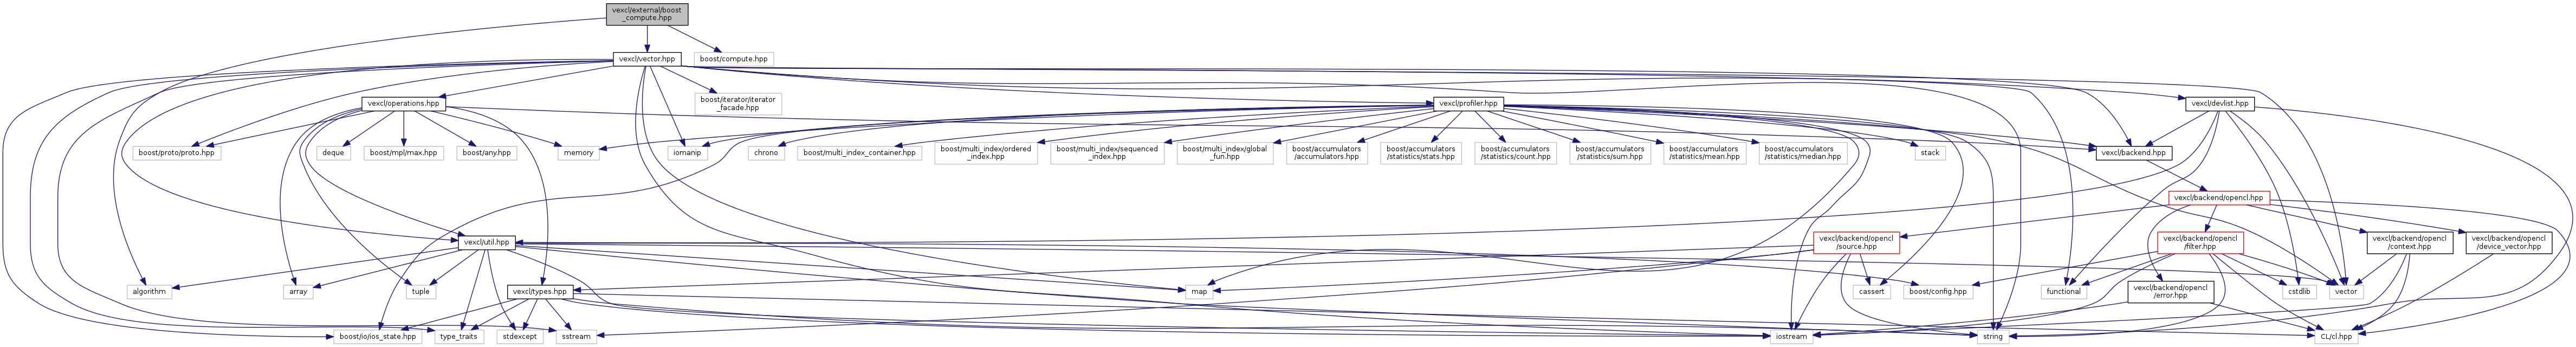 vexcl/external/boost
_compute.hpp
vexcl/vector.hpp
boost/compute.hpp
boost/iterator/iterator
_facade.hpp
vexcl/operations.hpp
vexcl/profiler.hpp
vexcl/devlist.hpp
boost/proto/proto.hpp
deque
boost/mpl/max.hpp
boost/any.hpp
memory
iomanip
chrono
boost/multi_index_container.hpp
boost/multi_index/ordered
_index.hpp
boost/multi_index/sequenced
_index.hpp
boost/multi_index/global
_fun.hpp
boost/accumulators
/accumulators.hpp
boost/accumulators
/statistics/stats.hpp
boost/accumulators
/statistics/count.hpp
boost/accumulators
/statistics/sum.hpp
boost/accumulators
/statistics/mean.hpp
boost/accumulators
/statistics/median.hpp
stack
vexcl/backend.hpp
vexcl/backend/opencl.hpp
vexcl/util.hpp
vexcl/backend/opencl
/source.hpp
vexcl/backend/opencl
/filter.hpp
vexcl/backend/opencl
/context.hpp
vexcl/backend/opencl
/device_vector.hpp
algorithm
array
tuple
vexcl/types.hpp
map
cassert
boost/config.hpp
functional
vexcl/backend/opencl
/error.hpp
cstdlib
vector
boost/io/ios_state.hpp
type_traits
stdexcept
sstream
iostream
string
CL/cl.hpp